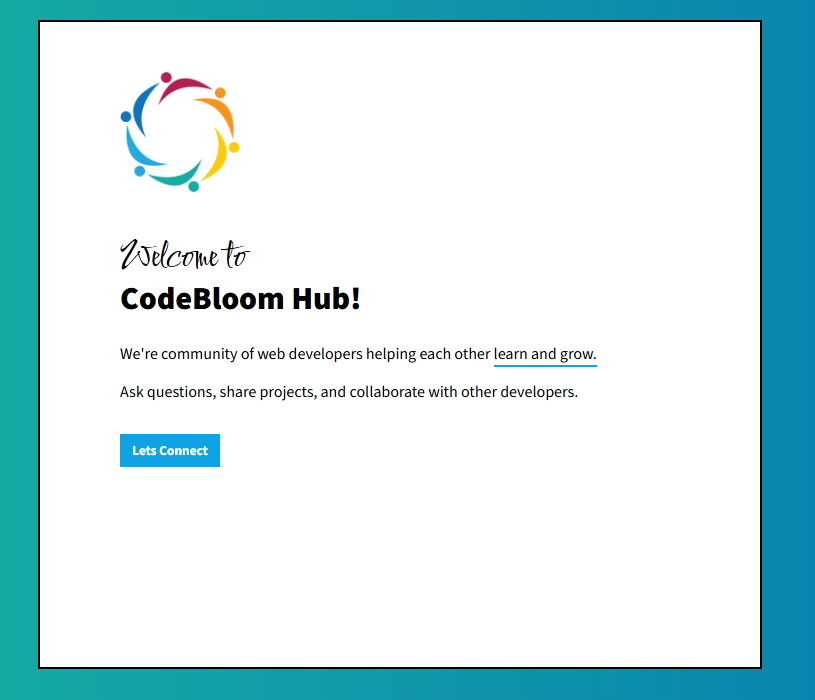 Welcome to
CodeBloom Hub!
We're community of web developers helping each other learn and grow.
Ask questions, share projects, and collaborate with other developers.
Lets Connect